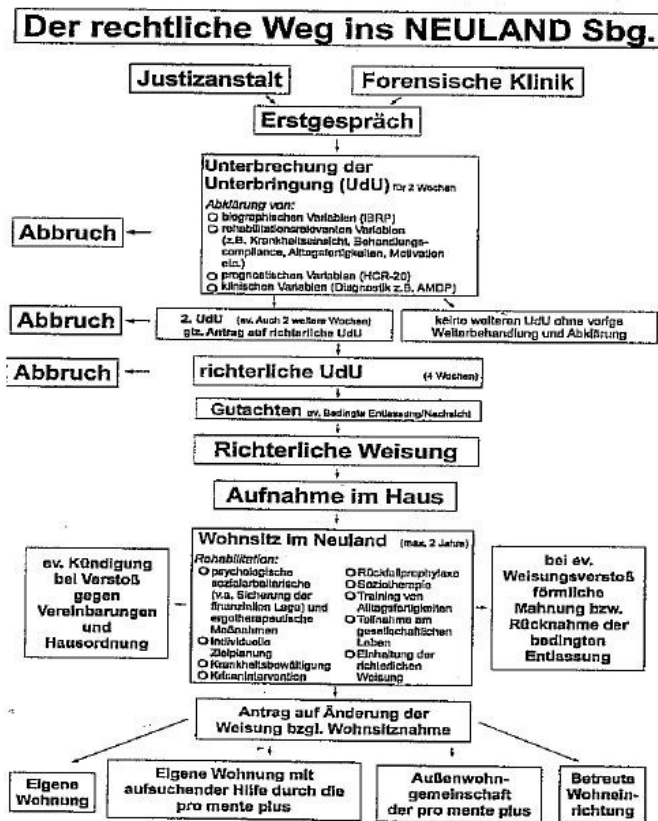 Der rechtliche Weg ins NEULAND Sbg.
Justizanstalt
Forensische Klinik
Erstgespräch
Unterbrechung der
Unterbringung (UdU) für 2 Wochen
Abklärung von:
biographischen Variablen (IBRP)
rehabilitationsrelevanten Variablen
(z.B. Krankheitseinsicht, Behandlungs-
compliance, Alltagsfertigkeiten, Motivation
etc.)
prognostischen Variablen (HCR-20)
klinischen Variablen (Diagnostik z.B. AMDP)
Abbruch
Abbruch
2. UdU (ev. Auch 2 weitere Wochen)
glz. Antrag auf richterliche UdU
keine weiteren UdU ohne vorige
Weiterbehandlung und Abklärung
Abbruch
richterliche UdU (4 Wochen)
Gutachten ev. Bedingte Entlassung/Nachsicht
Richterliche Weisung
Aufnahme im Haus
ev. Kündigung
bei Verstoß
gegen
Vereinbarungen
und
Hausordnung
Wohnsitz im Neuland (max. 2 Jahre)
Rehabilitation:
psychologische
sozialarbeiterische
(v.a. Sicherung der
finanziellen Lage) und
ergotherapeutische
Maßnahmen
Individuelle
Zielplanung
Krankheitsbewältigung
Krisenintervention
Rückfallprophylaxe
Soziotherapie
Training von
Alltagsfertigkeiten
Teilnahme am
gesellschaftlichen
Leben
Einhaltung der
richterlichen
Weisung
bei ev.
Weisungsverstoß
förmliche
Mahnung bzw.
Rücknahme der
bedingten
Entlassung
Antrag auf Änderung der
Weisung bzgl. Wohnsitznahme
Eigene
Wohnung
Eigene Wohnung mit
aufsuchender Hilfe durch die
pro mente plus
Außenwohn-
gemeinschaft
der pro mente plus
Betreute
Wohnein-
richtung